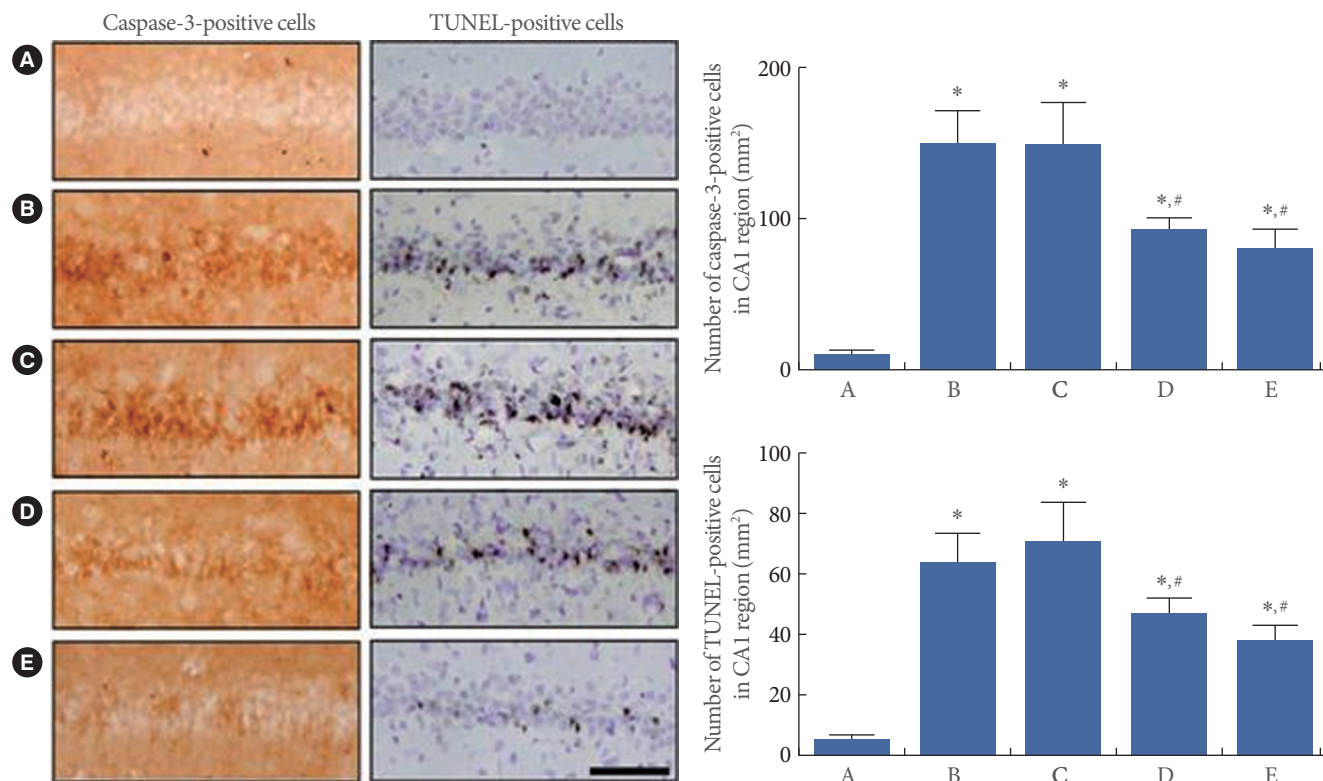 Caspase-3-positive cells
TUNEL-positive cells
A
B
C
D
E
Number of caspase-3-positive cells
in CA1 region (mm²)
200
100
0
*
*
*, #
*, #
A B C D E
Number of TUNEL-positive cells
in CA1 region (mm²)
100
80
60
40
20
0
*
*
*, #
*, #
A B C D E